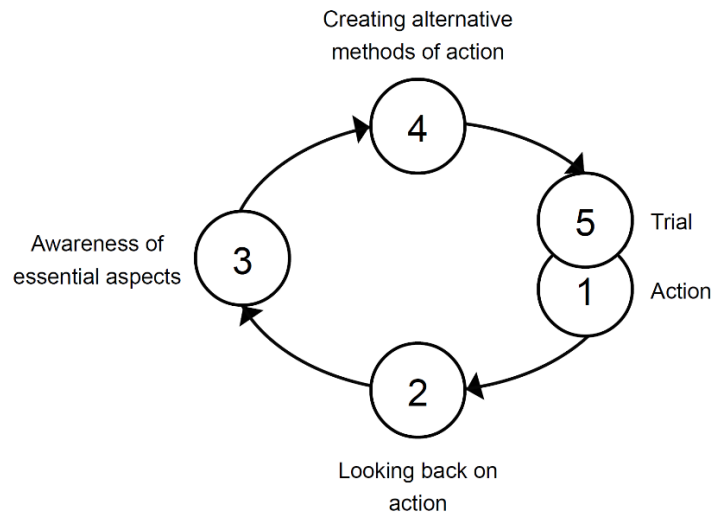 Creating alternative
methods of action
4
5
Trial
Awareness of
essential aspects
3
1
Action
2
Looking back on
action